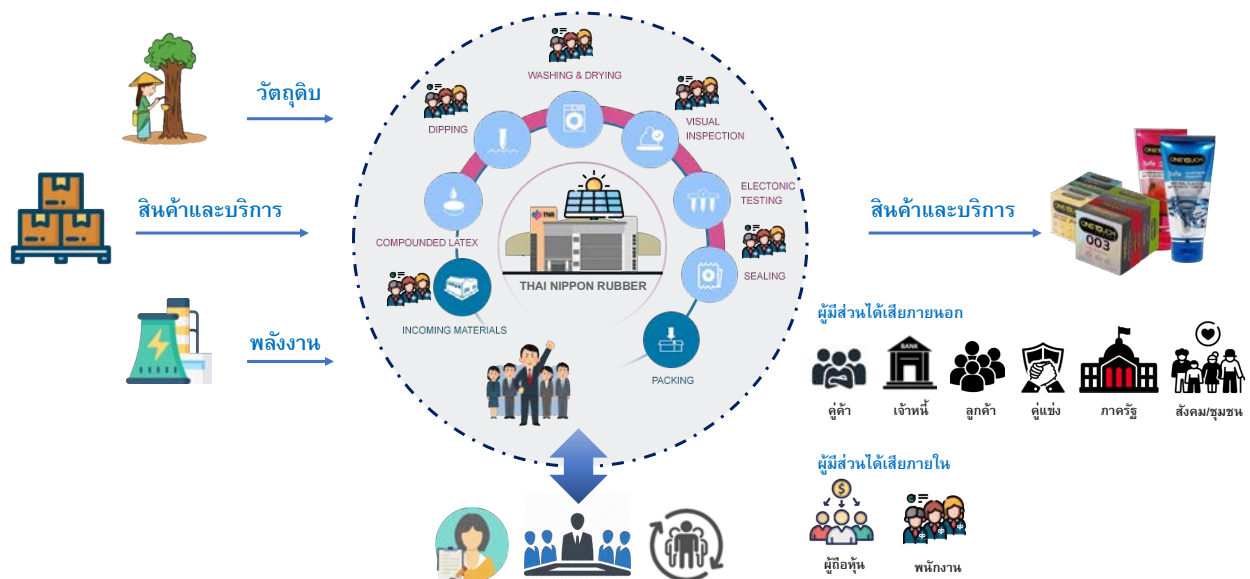 วัตถุดิบ
สินค้าและบริการ
พลังงาน
WASHING & DRYING
DIPPING
VISUAL
INSPECTION
COMPOUNDED LATEX
ELECTONIC
TESTING
SEALING
INCOMING MATERIALS
PACKING
TNR
THAI NIPPON RUBBER
สินค้าและบริการ
ONETOUCH
ONETOUCH
ONETOUCH
003
ผู้มีส่วนได้เสียภายนอก
BANK
คู่ค้า
เจ้าหนี้
ลูกค้า
คู่แข่ง
ภาครัฐ
สังคม/ชุมชน
ผู้มีส่วนได้เสียภายใน
$
ผู้ถือหุ้น
พนักงาน